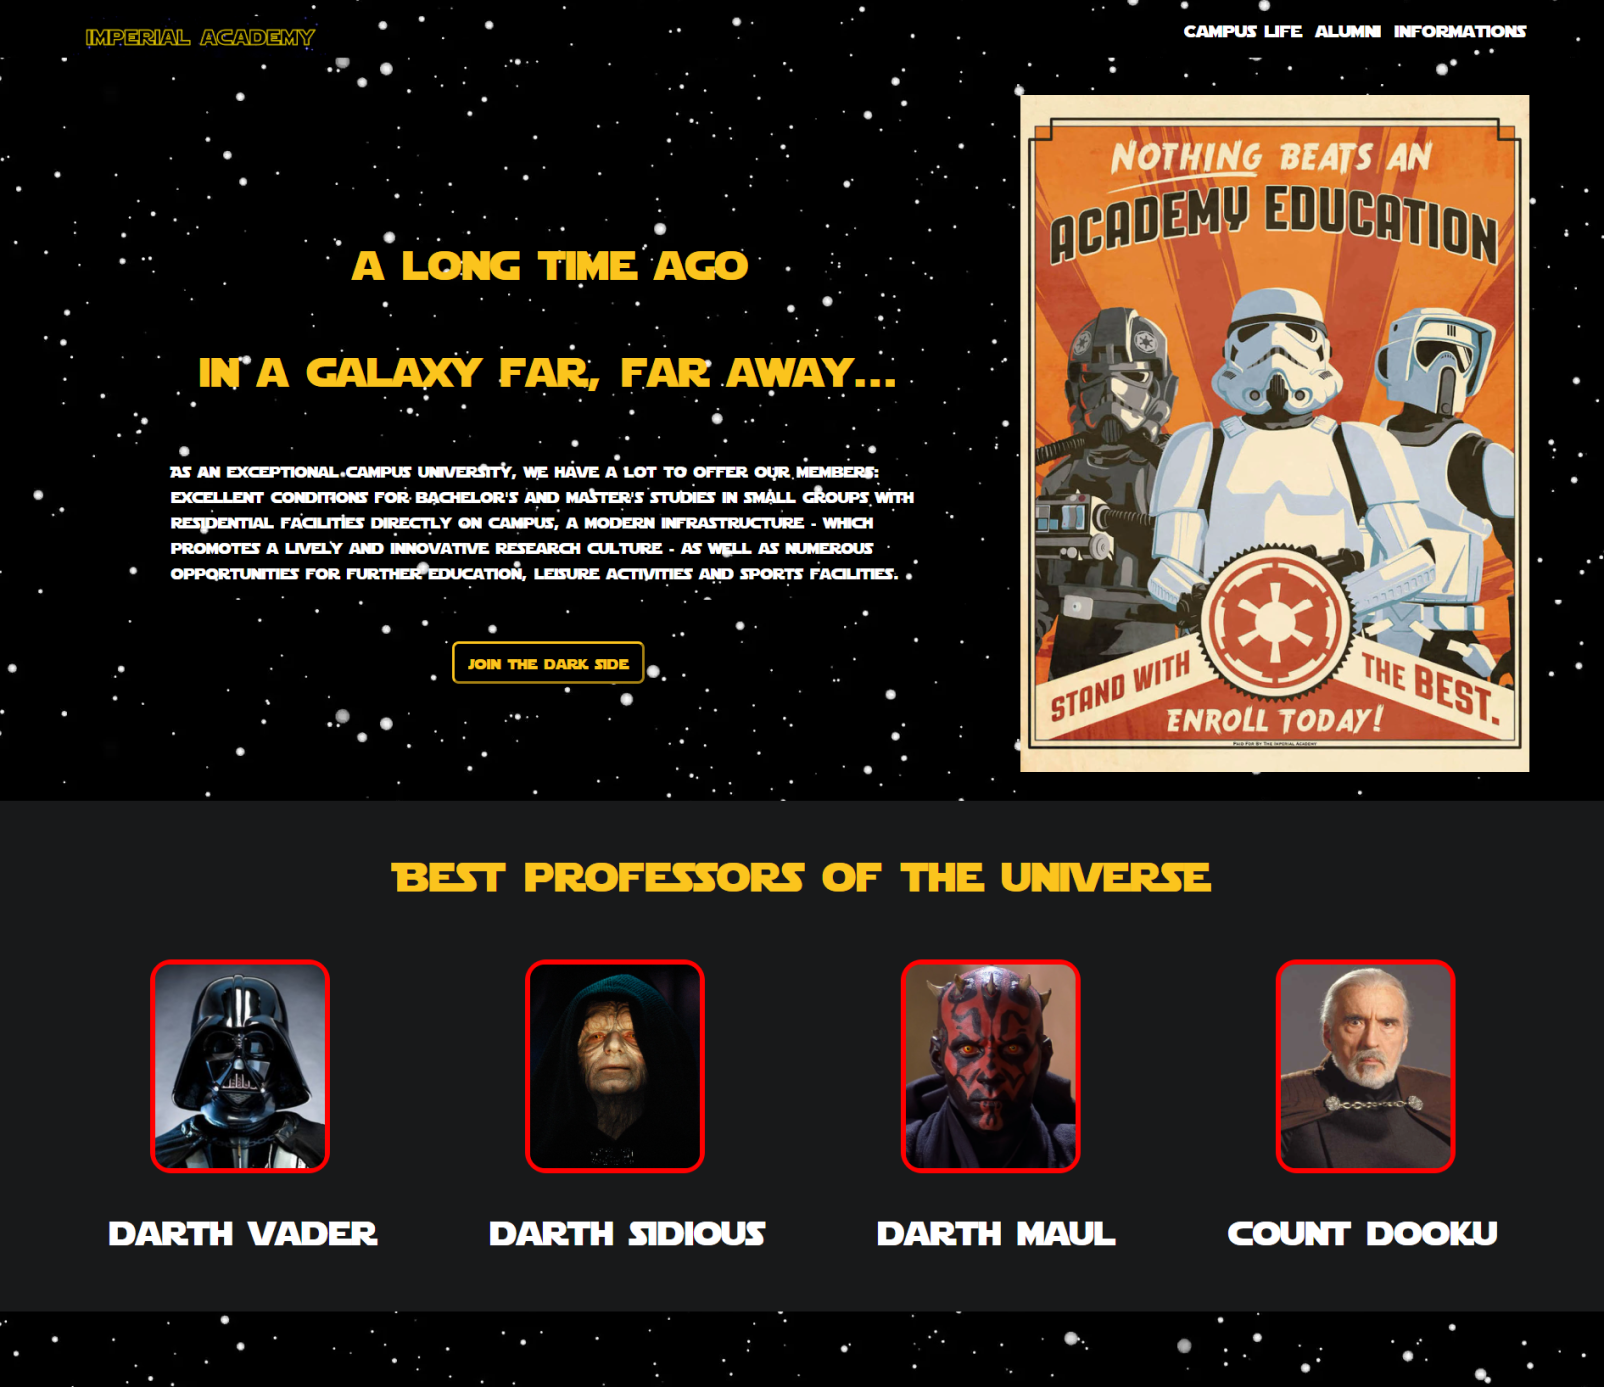 IMPERIAL ACADEMY
CAMPUS LIFE ALUMNI INFORMATIONS
A LONG TIME AGO
IN A GALAXY FAR, FAR AWAY...
AS AN EXCEPTIONAL CAMPUS UNIVERSITY, WE HAVE A LOT TO OFFER OUR MEMBERS:
EXCELLENT CONDITIONS FOR BACHELOR'S AND MASTER'S STUDIES IN SMALL GROUPS WITH
RESIDENTIAL FACILITIES DIRECTLY ON CAMPUS, A MODERN INFRASTRUCTURE - WHICH
PROMOTES A LIVELY AND INNOVATIVE RESEARCH CULTURE - AS WELL AS NUMEROUS
OPPORTUNITIES FOR FURTHER EDUCATION, LEISURE ACTIVITIES AND SPORTS FACILITIES.
JOIN THE DARK SIDE
NOTHING BEATS AN
ACADEMY EDUCATION
STAND WITH THE BEST.
ENROLL TODAY!
PAID FOR BY THE IMPERIAL ACADEMY
BEST PROFESSORS OF THE UNIVERSE
DARTH VADER DARTH SIDIOUS DARTH MAUL COUNT DOOKU